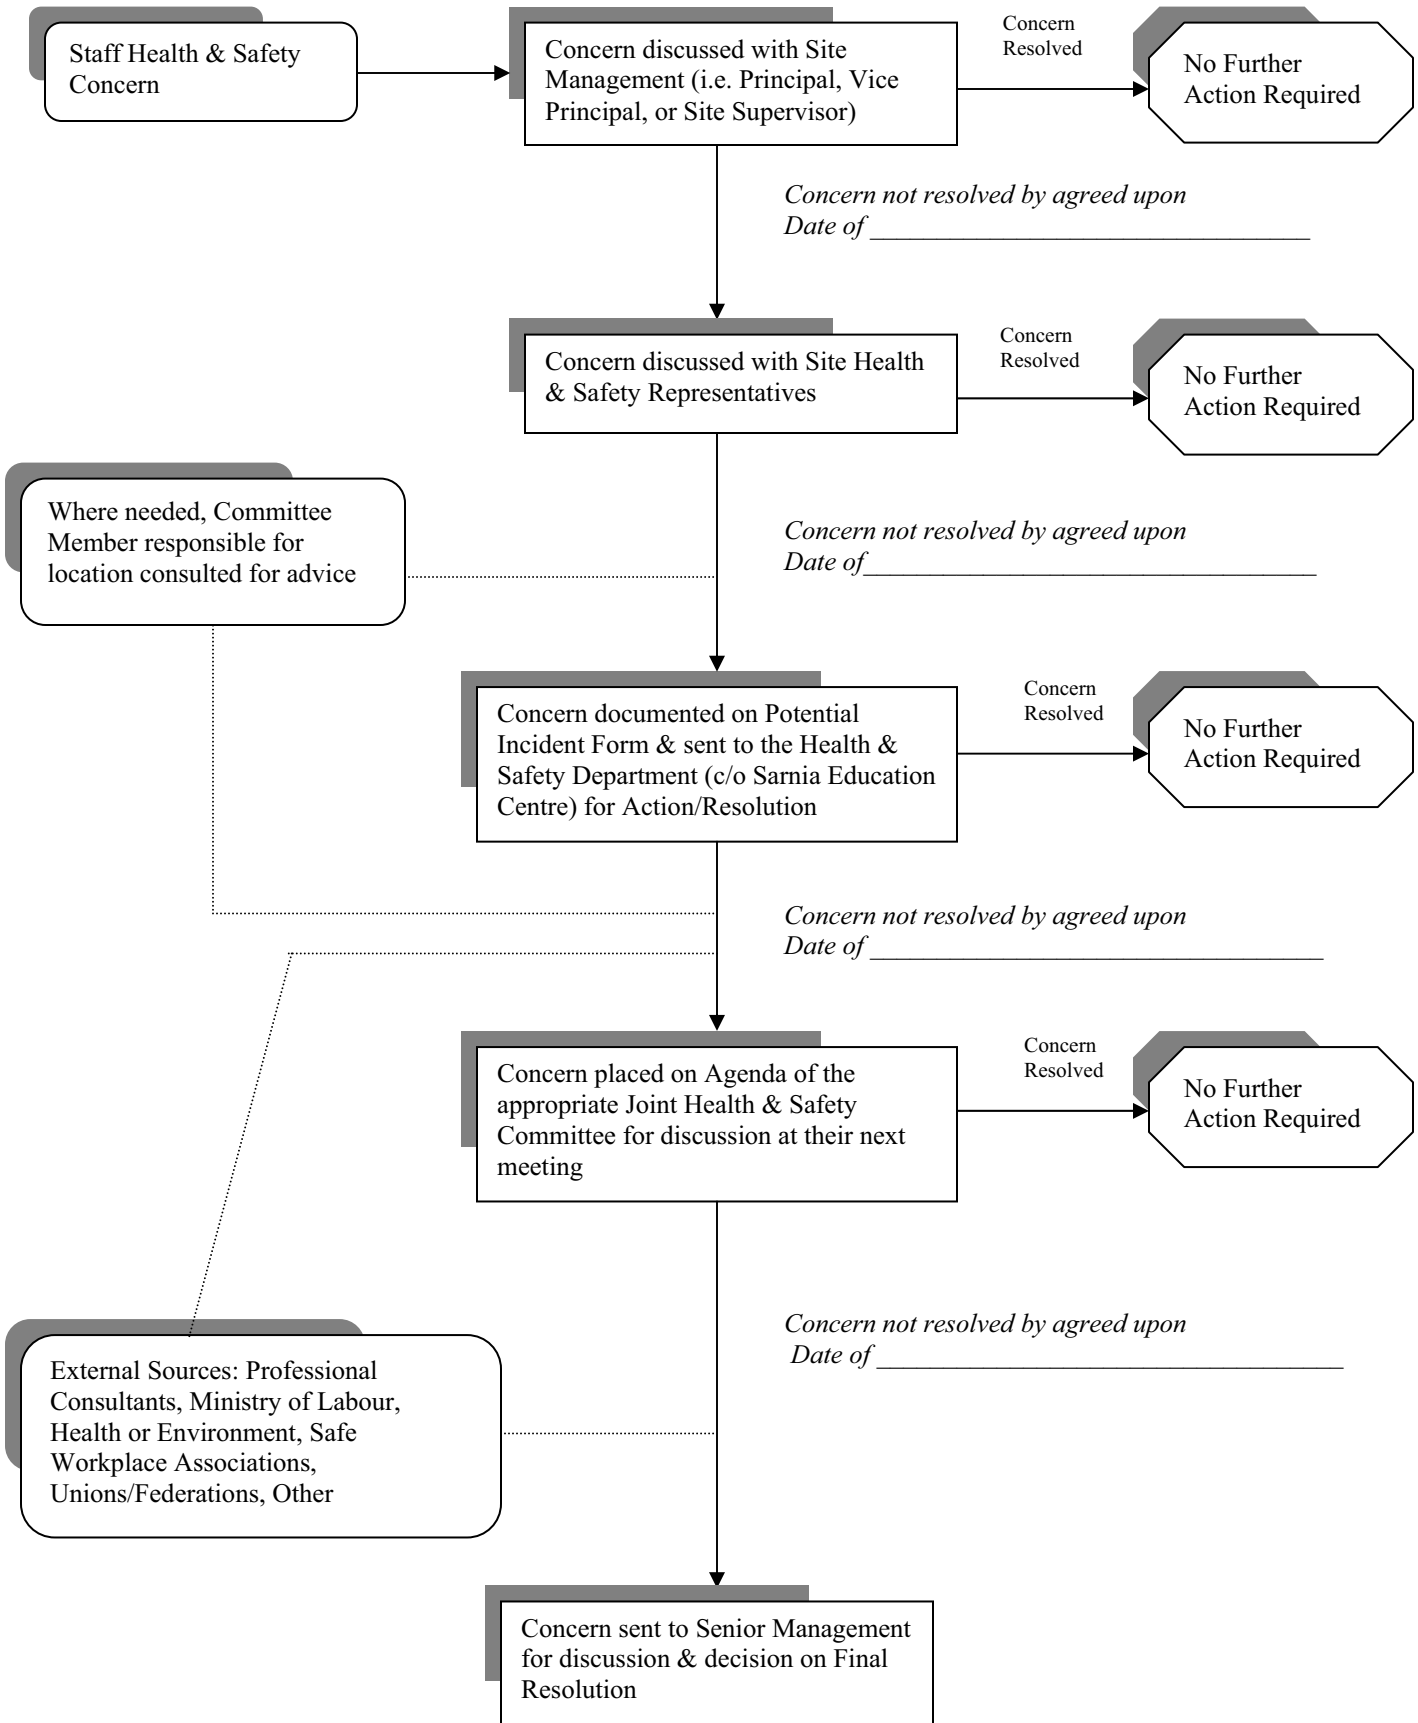 Staff Health & Safety
Concern
Concern discussed with Site
Management (i.e. Principal, Vice
Principal, or Site Supervisor)
Concern
Resolved
No Further
Action Required
Concern not resolved by agreed upon
Date of _________________________________
Concern discussed with Site Health
& Safety Representatives
Concern
Resolved
No Further
Action Required
Where needed, Committee
Member responsible for
location consulted for advice
Concern not resolved by agreed upon
Date of__________________________________
Concern documented on Potential
Incident Form & sent to the Health &
Safety Department (c/o Sarnia Education
Centre) for Action/Resolution
Concern
Resolved
No Further
Action Required
Concern not resolved by agreed upon
Date of __________________________________
Concern placed on Agenda of the
appropriate Joint Health & Safety
Committee for discussion at their next
meeting
Concern
Resolved
No Further
Action Required
Concern not resolved by agreed upon
Date of ___________________________________
External Sources: Professional
Consultants, Ministry of Labour,
Health or Environment, Safe
Workplace Associations,
Unions/Federations, Other
Concern sent to Senior Management
for discussion & decision on Final
Resolution